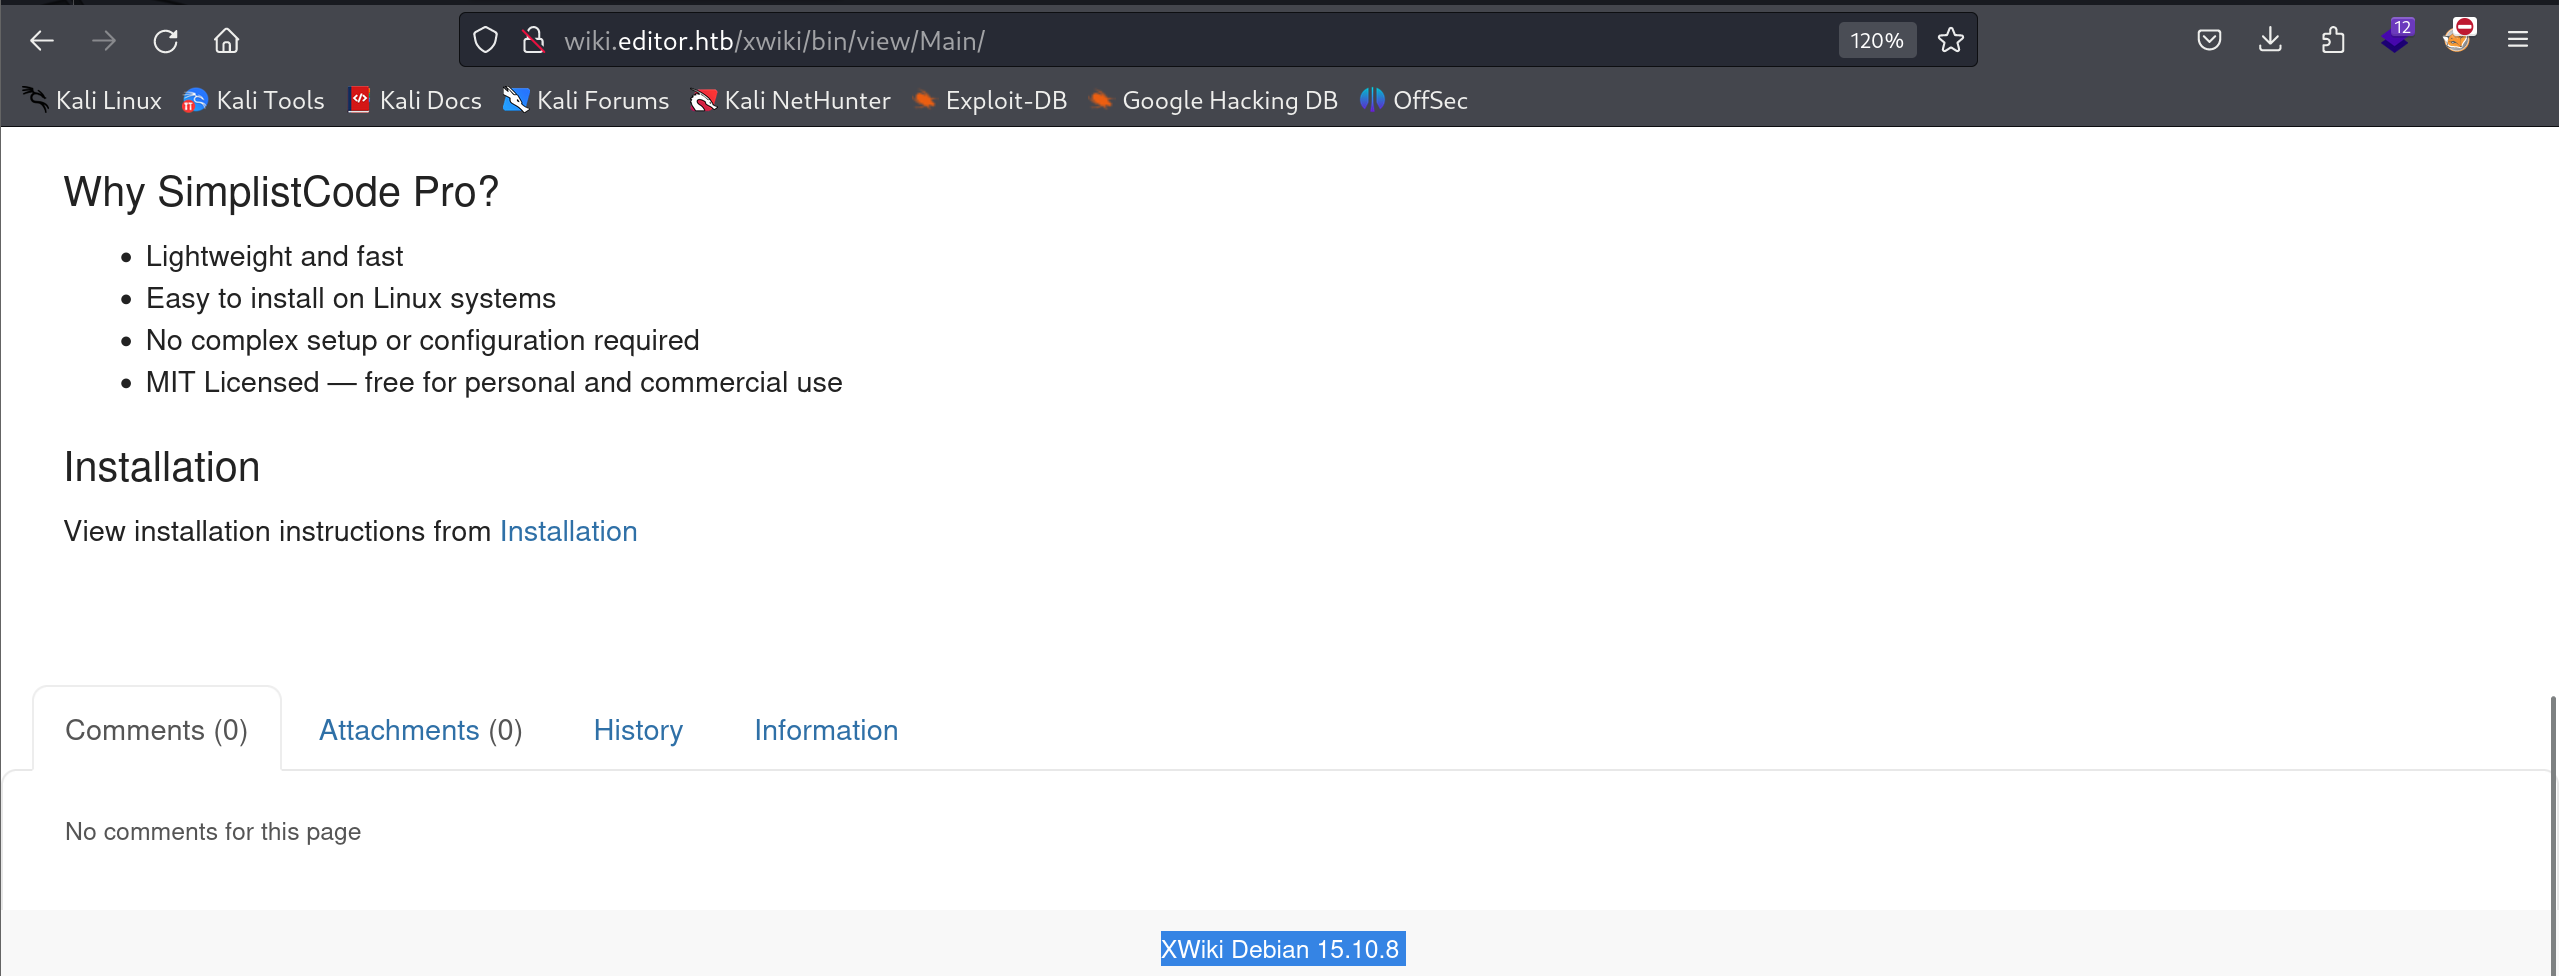 wiki.editor.htb/xwiki/bin/view/Main/ 120% 12
Kali Linux Kali Tools Kali Docs Kali Forums Kali NetHunter Exploit-DB Google Hacking DB OffSec
Why SimplistCode Pro?
Lightweight and fast
Easy to install on Linux systems
No complex setup or configuration required
MIT Licensed — free for personal and commercial use
Installation
View installation instructions from Installation
Comments (0) Attachments (0) History Information
No comments for this page
XWiki Debian 15.10.8